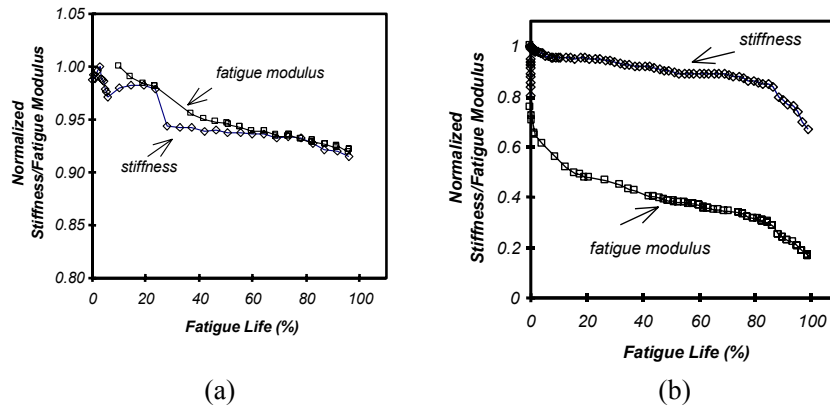 1.05
1.00
0.95
0.90
0.85
0.80
Normalized
Stiffness/Fatigue Modulus
fatigue modulus
stiffness
0 20 40 60 80 100
Fatigue Life (%)
(a)
1
0.8
0.6
0.4
0.2
0
Normalized
Stiffness/Fatigue Modulus
stiffness
fatigue modulus
0 20 40 60 80 100
Fatigue Life (%)
(b)